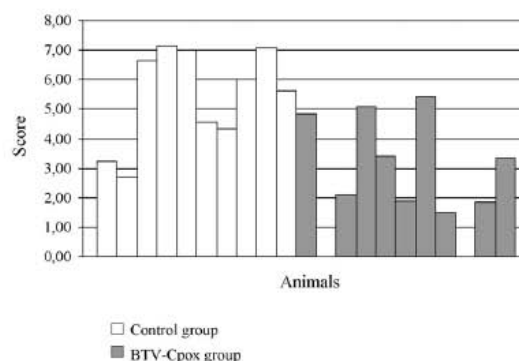 8,00
7,00
6,00
5,00
4,00
3,00
2,00
1,00
0,00
Score
Animals
Control group
BTV-Cpox group